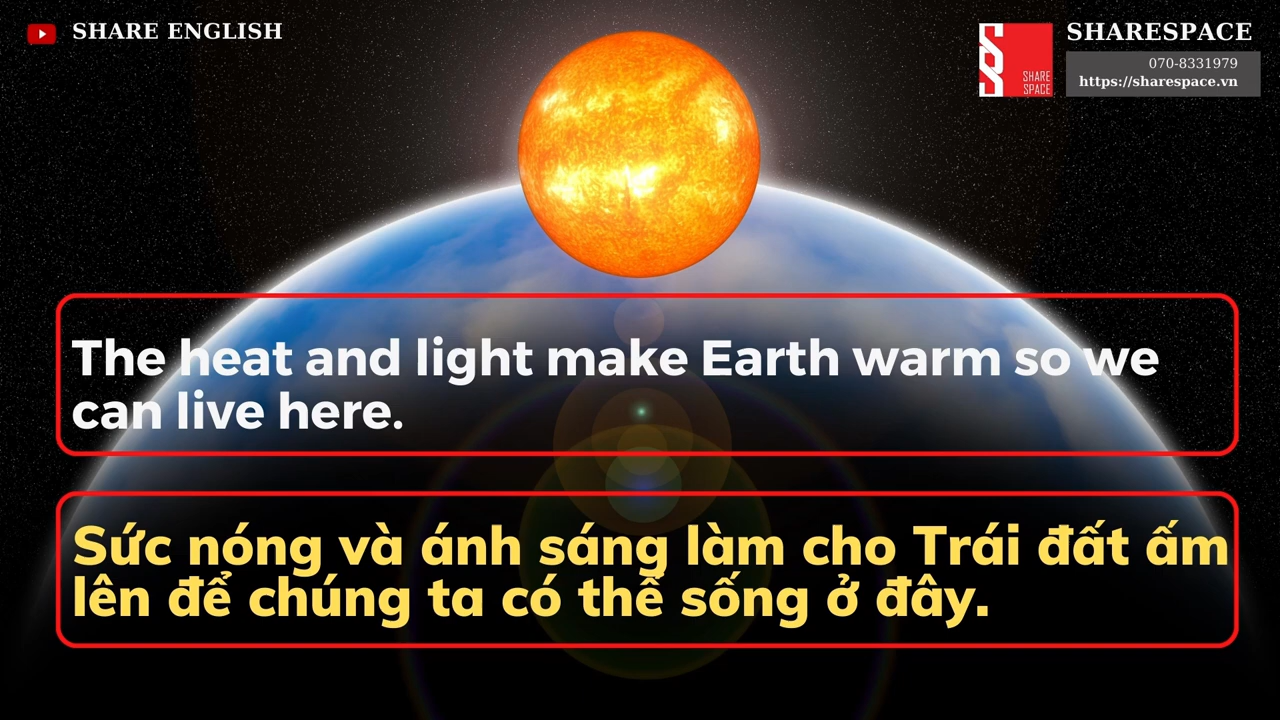 SHARE ENGLISH
SHARESPACE
070-8331979
https://sharespace.vn
SHARE
SPACE
The heat and light make Earth warm so we
can live here.
Sức nóng và ánh sáng làm cho Trái đất ấm
lên để chúng ta có thể sống ở đây.